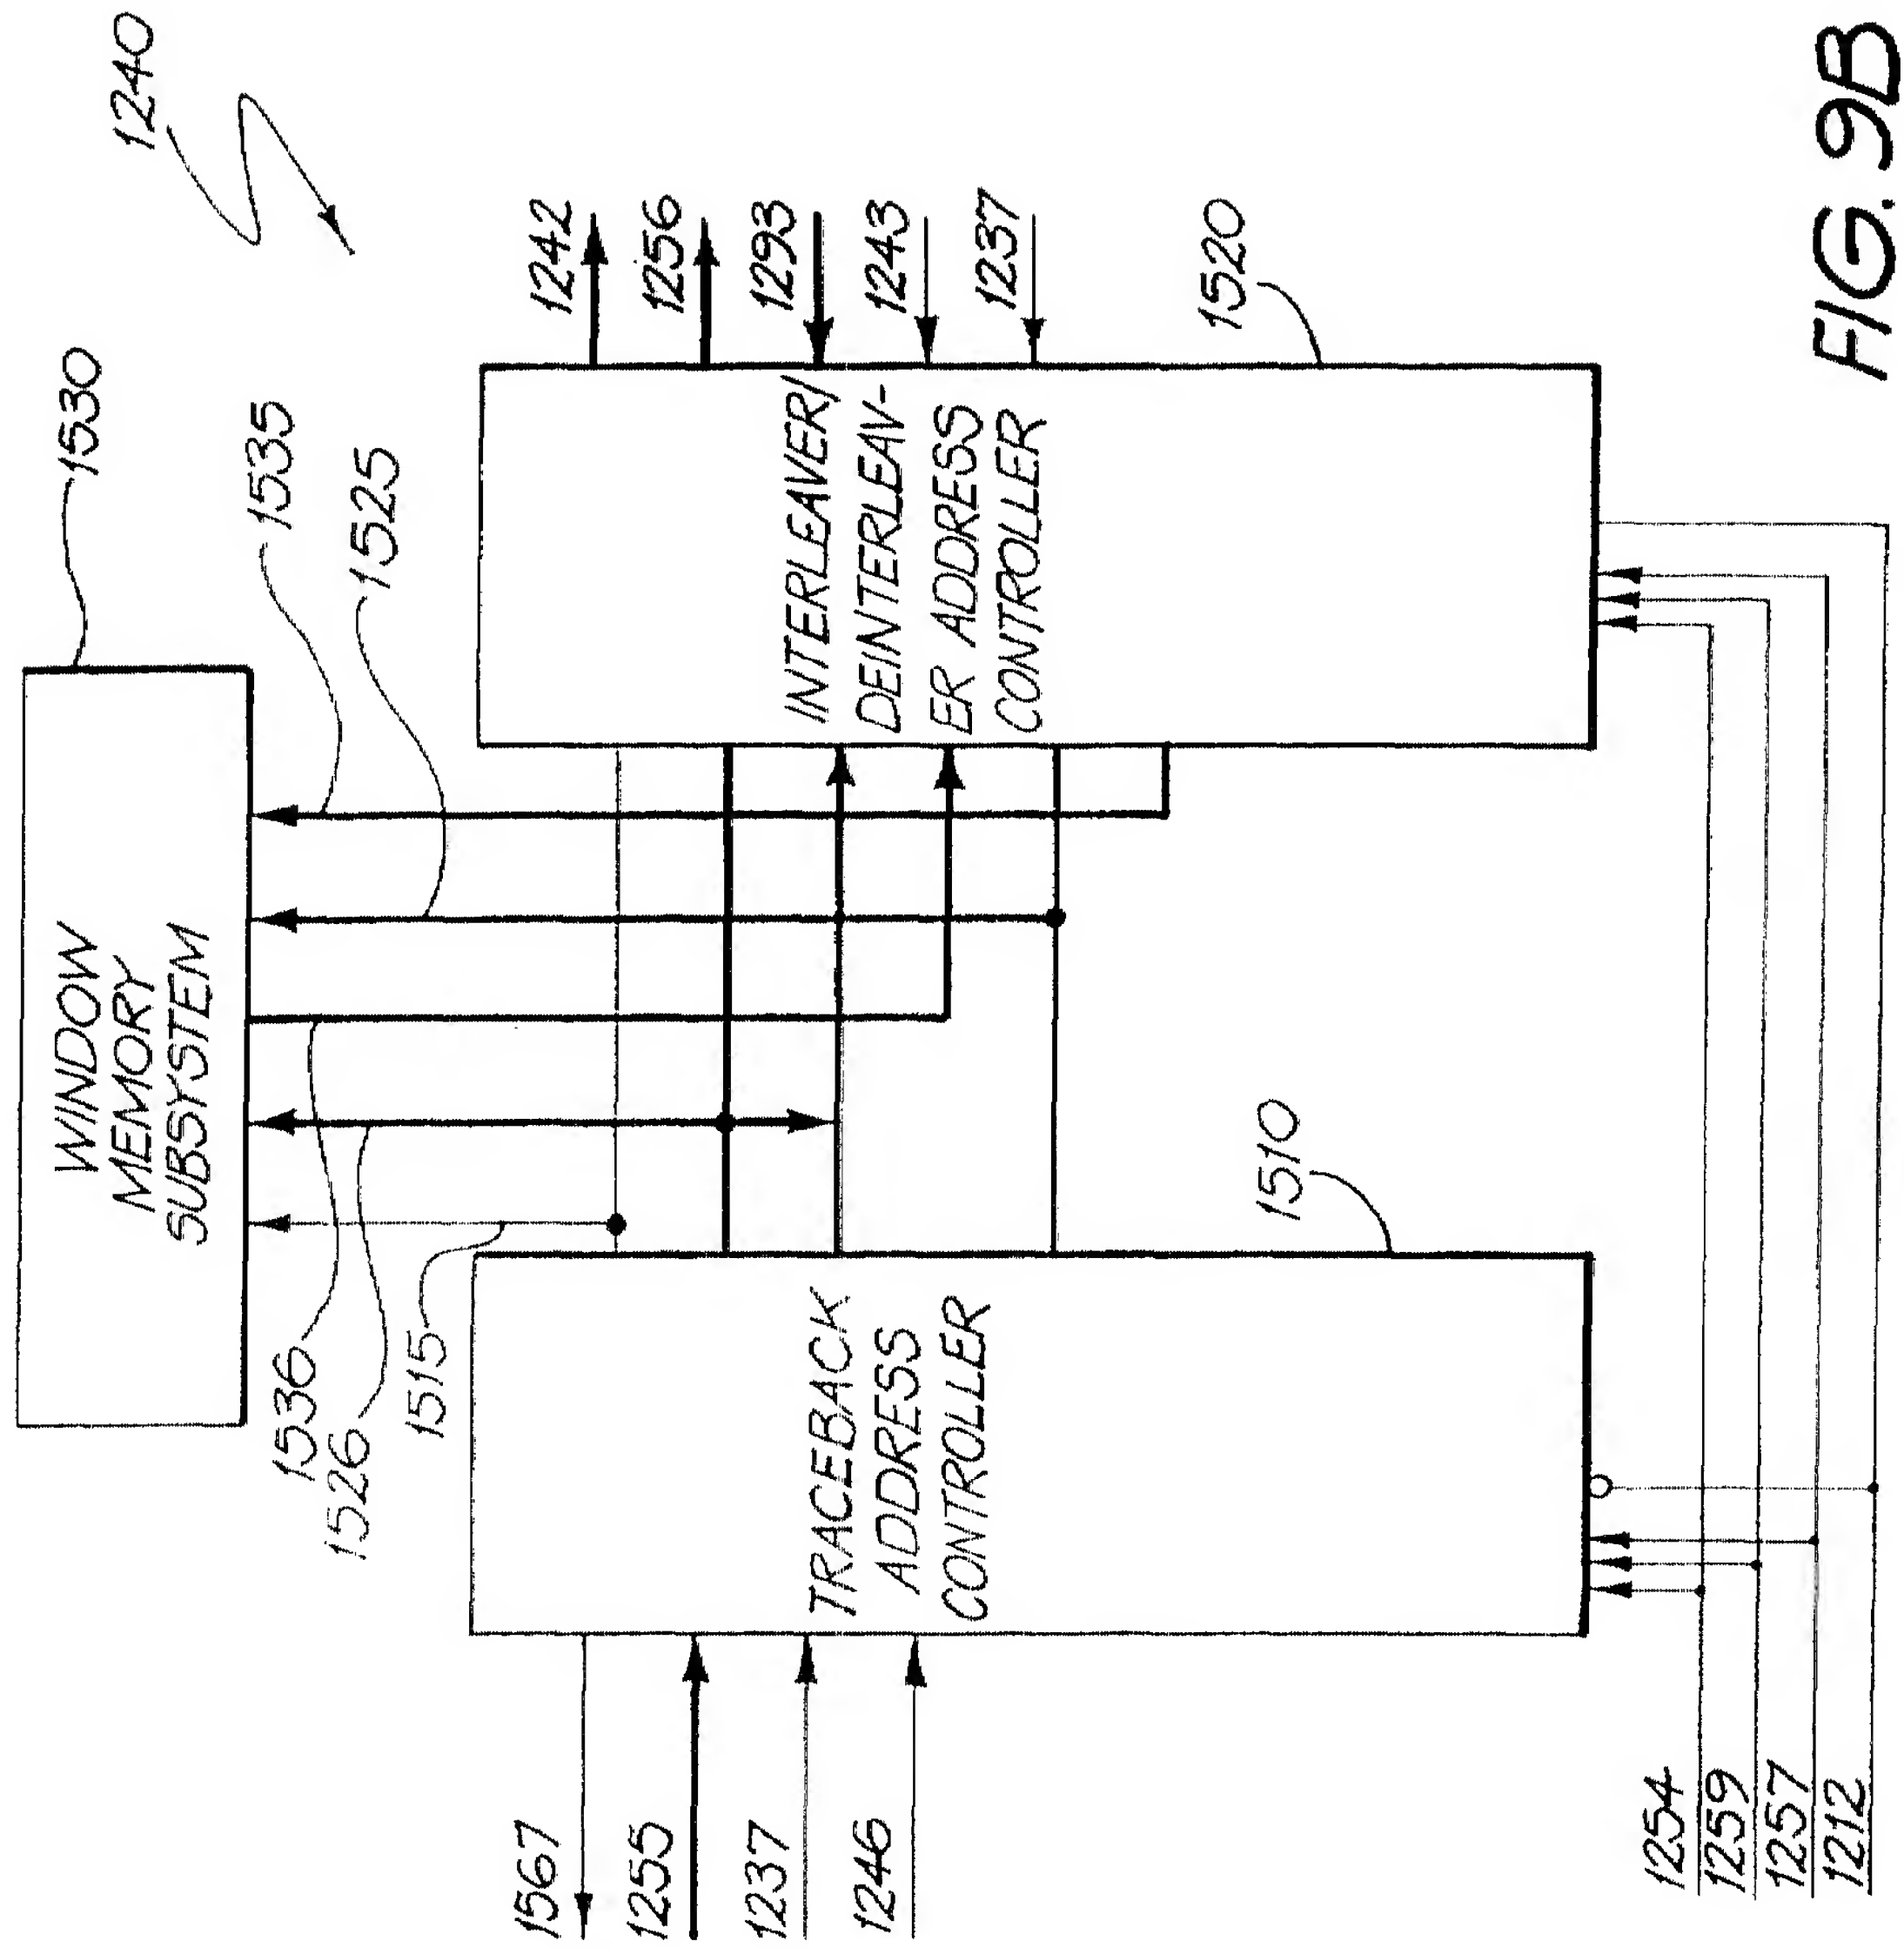 1240
1530
WINDOW
MEMORY
SUBSYSTEM
1535
1525
1536
1526
1515
1567
1255
1237
1246
TRACEBACK
ADDRESS
CONTROLLER
1510
INTERLEAVER/
DEINTERLEAV-
ER ADDRESS
CONTROLLER
1242
1256
1293
1243
1237
1520
1254
1259
1257
1212
FIG. 9B